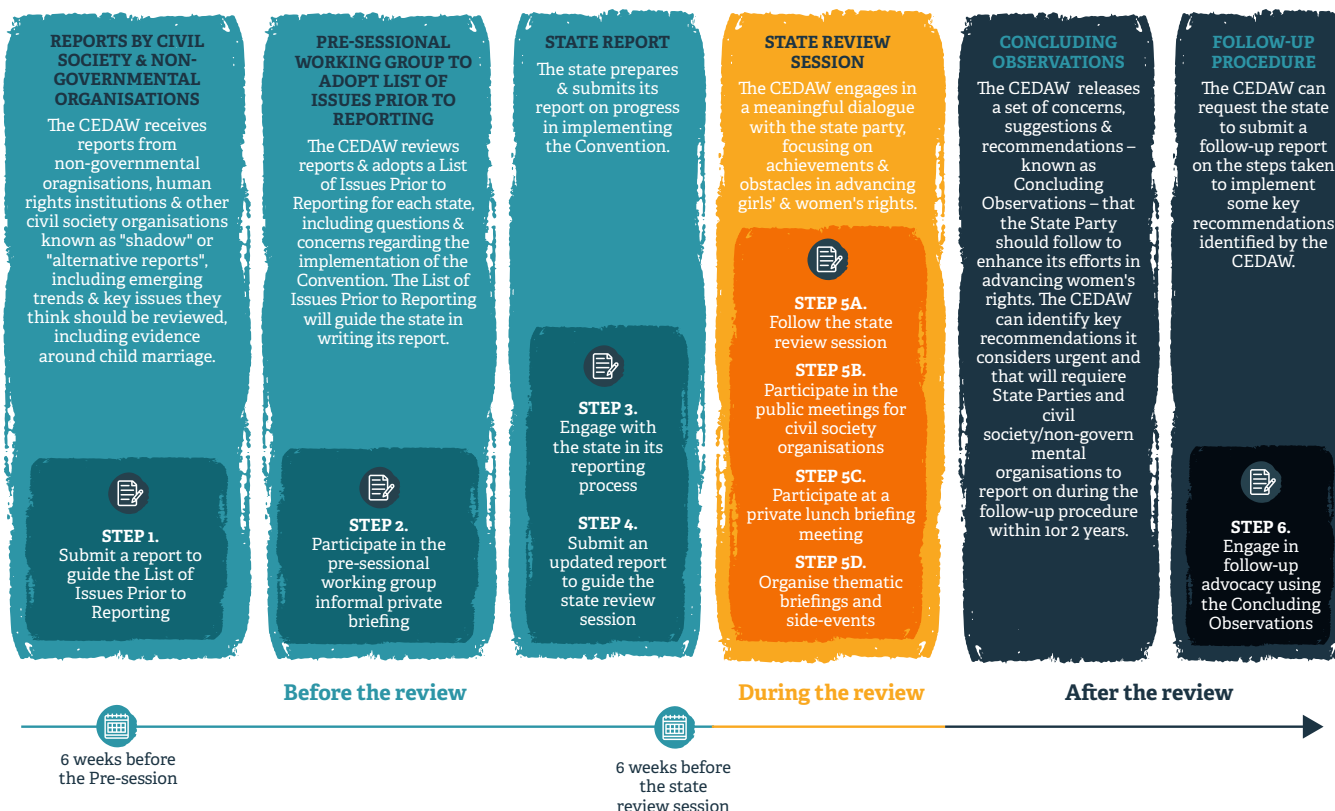 REPORTS BY CIVIL
SOCIETY & NON-
GOVERNMENTAL
ORGANISATIONS
The CEDAW receives
reports from
non-governmental
oragnisations, human
rights institutions & other
civil society organisations
known as "shadow" or
"alternative reports",
including emerging
trends & key issues they
think should be reviewed,
including evidence
around child marriage.
STEP 1.
Submit a report to
guide the List of
Issues Prior to
Reporting
PRE-SESSIONAL
WORKING GROUP TO
ADOPT LIST OF
ISSUES PRIOR TO
REPORTING
The CEDAW reviews
reports & adopts a List
of Issues Prior to
Reporting for each state,
including questions &
concerns regarding the
implementation of the
Convention. The List of
Issues Prior to Reporting
will guide the state in
writing its report.
STEP 2.
Participate in the
pre-sessional
working group
informal private
briefing
STATE REPORT
The state prepares
& submits its
report on progress
in implementing
the Convention.
STEP 3.
Engage with
the state in its
reporting
process
STEP 4.
Submit an
updated report
to guide the
state review
session
STATE REVIEW
SESSION
The CEDAW engages in
a meaningful dialogue
with the state party,
focusing on
achievements &
obstacles in advancing
girls' & women's rights.
STEP 5A.
Follow the state
review session
STEP 5B.
Participate in the
public meetings for
civil society
organisations
STEP 5C.
Participate at a
private lunch briefing
meeting
STEP 5D.
Organise thematic
briefings and
side-events
CONCLUDING
OBSERVATIONS
The CEDAW releases
a set of concerns,
suggestions &
recommendations –
known as
Concluding
Observations – that
the State Party
should follow to
enhance its efforts in
advancing women's
rights. The CEDAW
can identify key
recommendations it
considers urgent and
that will requiere
State Parties and
civil
society/non-govern
mental
organisations to
report on during the
follow-up procedure
within 1or 2 years.
FOLLOW-UP
PROCEDURE
The CEDAW can
request the state
to submit a
follow-up report
on the steps taken
to implement
some key
recommendations
identified by the
CEDAW.
STEP 6.
Engage in
follow-up
advocacy using
the Concluding
Observations
Before the review
During the review
After the review
6 weeks before
the Pre-session
6 weeks before
the state
review session